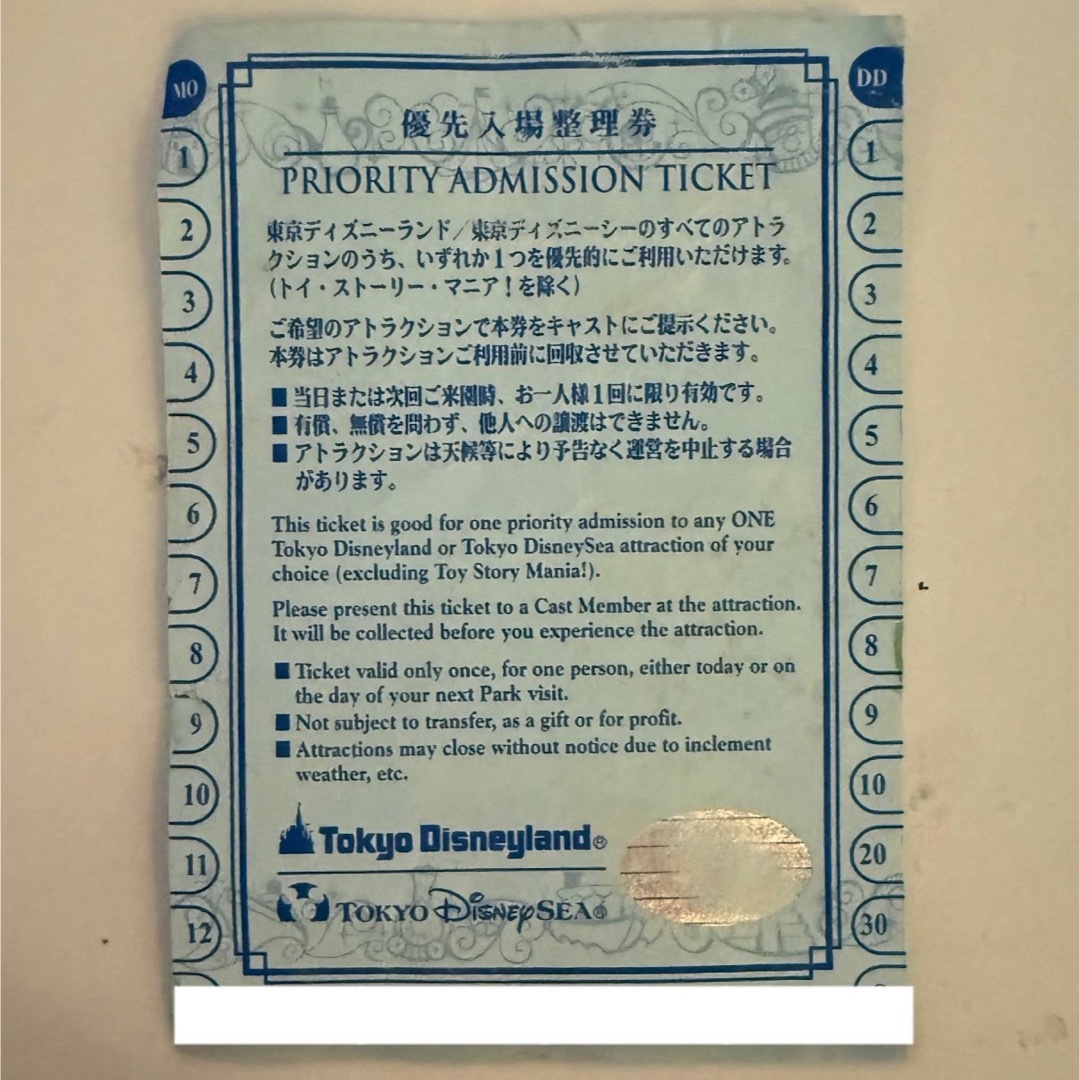 MO
DD
優先入場整理券
PRIORITY ADMISSION TICKET
東京ディズニーランド／東京ディズニーシーのすべてのアトラ
クションのうち、いずれか1つを優先的にご利用いただけます。
(トイ・ストーリー・マニア！を除く)
ご希望のアトラクションで本券をキャストにご提示ください。
本券はアトラクションご利用前に回収させていただきます。
■ 当日または次回ご来園時、お一人様1回に限り有効です。
■ 有償、無償を問わず、他人への譲渡はできません。
■ アトラクションは天候等により予告なく運営を中止する場合
があります。
This ticket is good for one priority admission to any ONE
Tokyo Disneyland or Tokyo DisneySea attraction of your
choice (excluding Toy Story Mania!).
Please present this ticket to a Cast Member at the attraction.
It will be collected before you experience the attraction.
■ Ticket valid only once, for one person, either today or on
the day of your next Park visit.
■ Not subject to transfer, as a gift or for profit.
■ Attractions may close without notice due to inclement
weather, etc.
Tokyo Disneyland®
TOKYO DISNEYSEA®
1
2
3
4
5
6
7
8
9
10
11
12
1
2
3
4
5
6
7
8
9
10
20
30